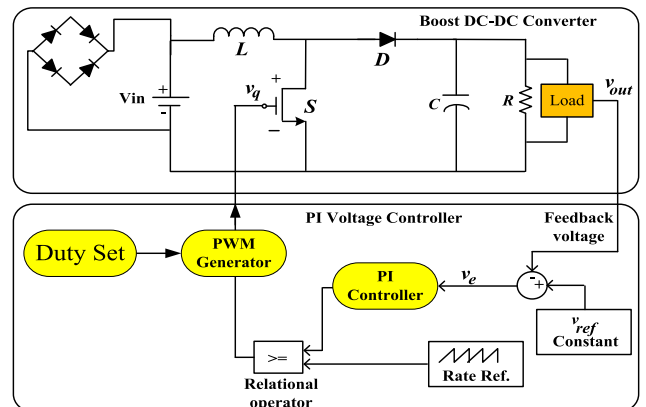 Boost DC-DC Converter
L
D
Vin
+
-
v_q
+
S
−
C
R
Load
v_out
PI Voltage Controller
Feedback
voltage
Duty Set
PWM
Generator
PI
Controller
v_e
-
+
v_ref
Constant
>=
Relational
operator
Rate Ref.